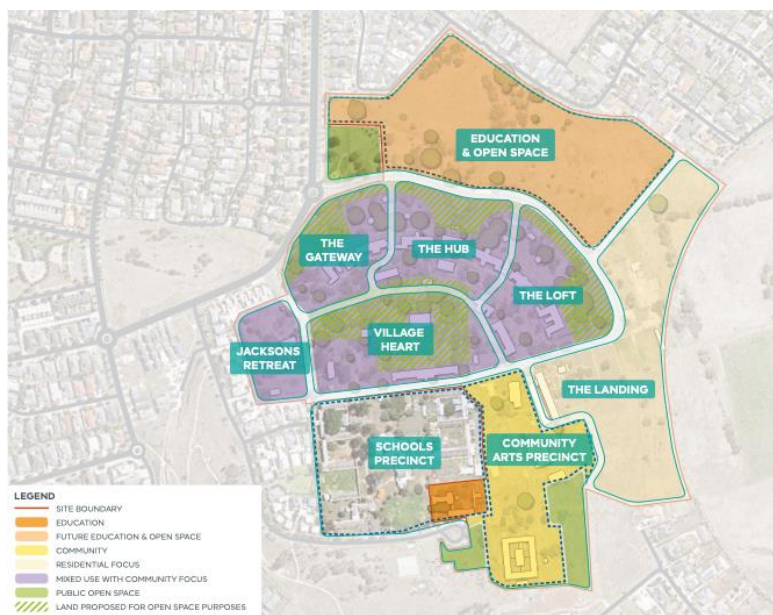 EDUCATION
& OPEN SPACE
THE
GATEWAY
THE HUB
THE LOFT
VILLAGE
HEART
JACKSONS
RETREAT
THE LANDING
SCHOOLS
PRECINCT
COMMUNITY
ARTS PRECINCT
LEGEND
SITE BOUNDARY
EDUCATION
FUTURE EDUCATION & OPEN SPACE
COMMUNITY
RESIDENTIAL FOCUS
MIXED USE WITH COMMUNITY FOCUS
PUBLIC OPEN SPACE
LAND PROPOSED FOR OPEN SPACE PURPOSES